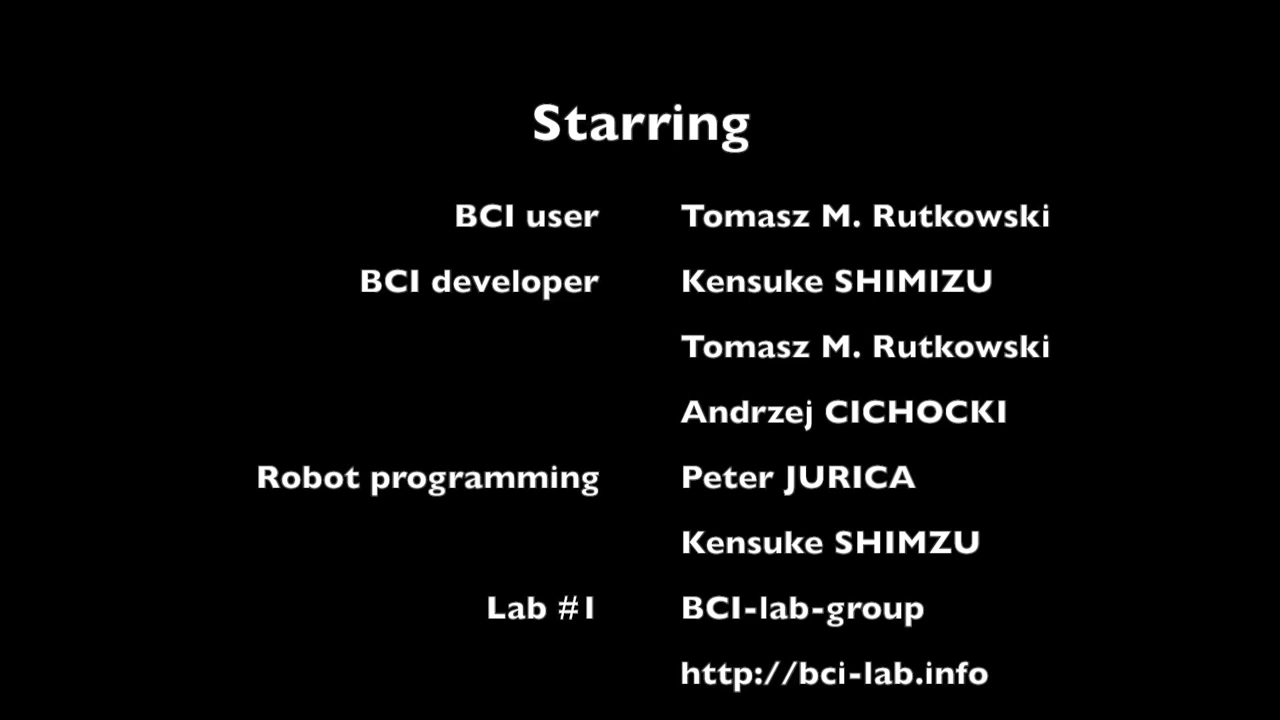 Starring
BCI user Tomasz M. Rutkowski
BCI developer Kensuke SHIMIZU
Tomasz M. Rutkowski
Andrzej CICHOCKI
Robot programming Peter JURICA
Kensuke SHIMZU
Lab #1 BCI-lab-group
http://bci-lab.info